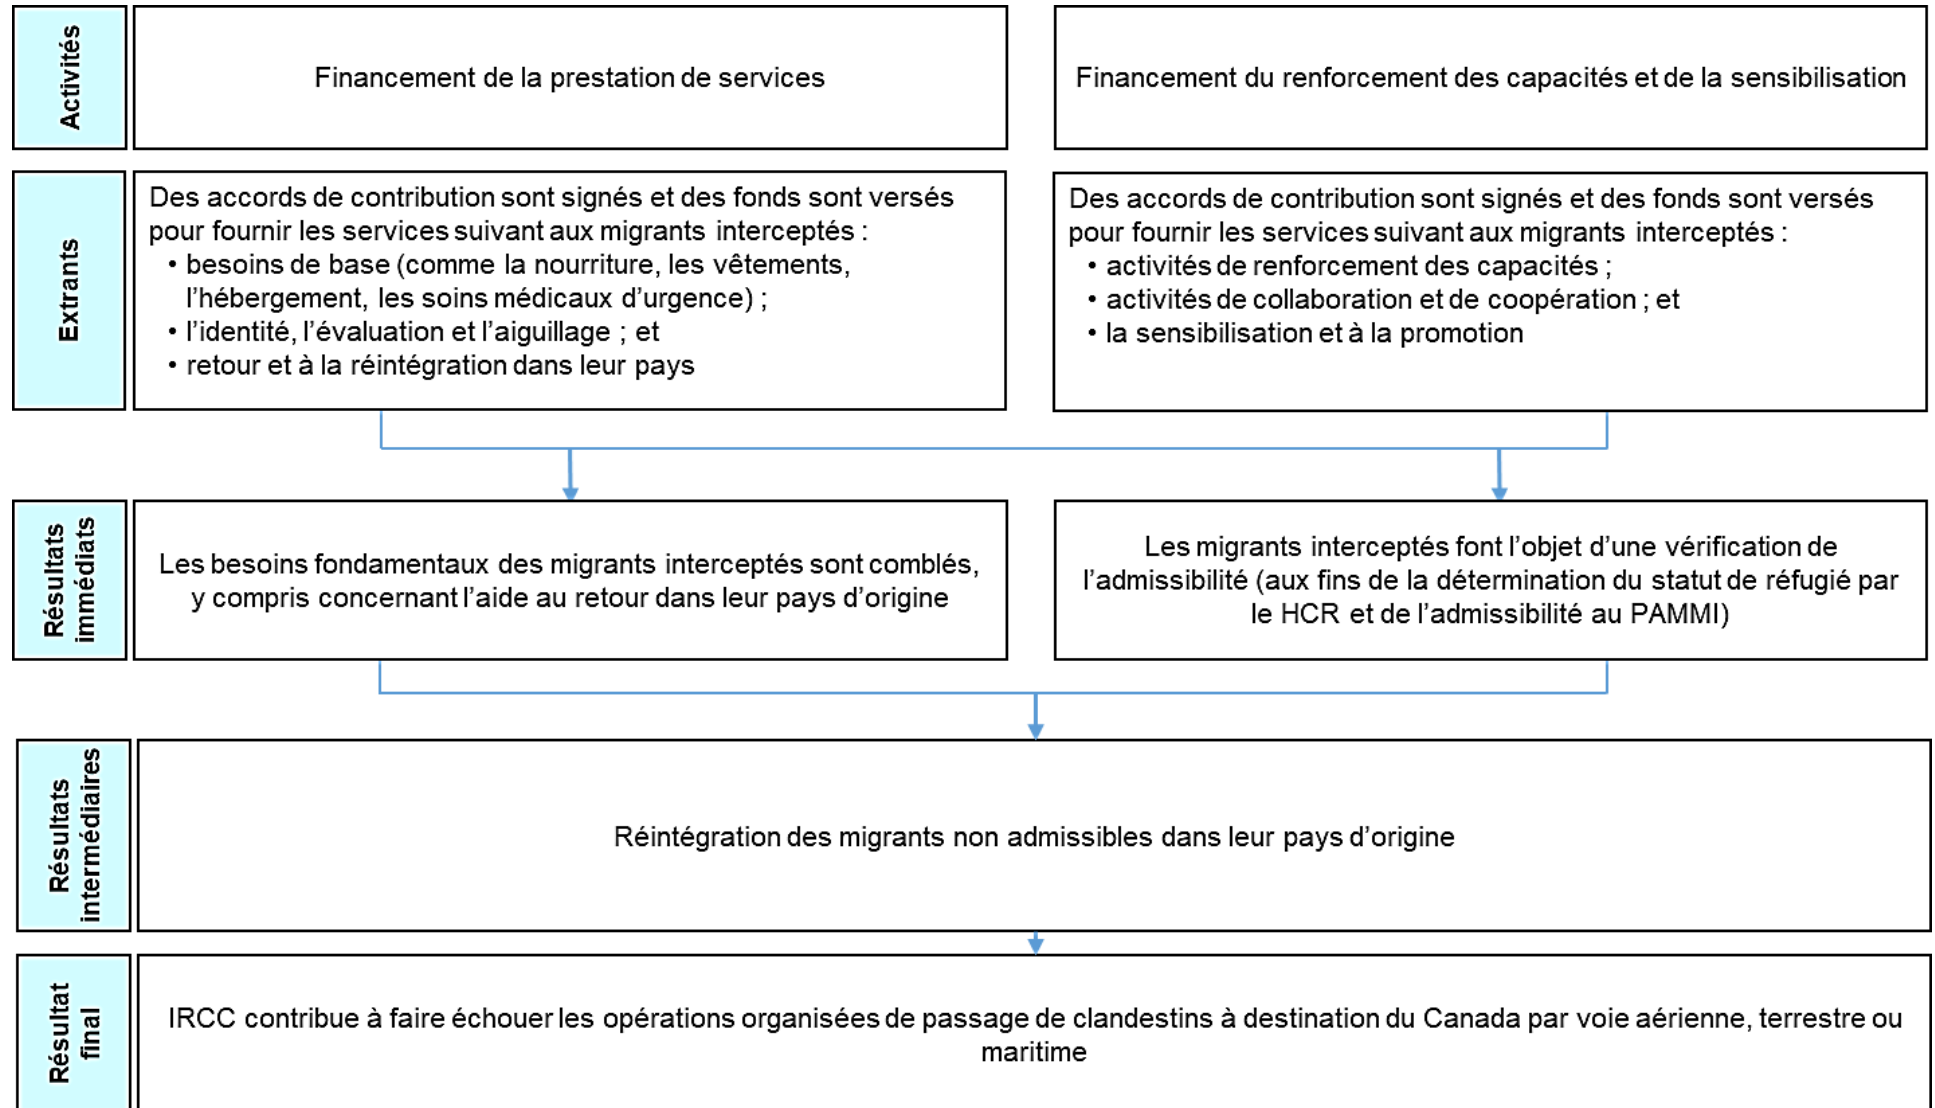 Activités
Financement de la prestation de services
Financement du renforcement des capacités et de la sensibilisation
Extrants
Des accords de contribution sont signés et des fonds sont versés
pour fournir les services suivant aux migrants interceptés :
• besoins de base (comme la nourriture, les vêtements,
l’hébergement, les soins médicaux d’urgence) ;
• l’identité, l’évaluation et l’aiguillage ; et
• retour et à la réintégration dans leur pays
Des accords de contribution sont signés et des fonds sont versés
pour fournir les services suivant aux migrants interceptés :
• activités de renforcement des capacités ;
• activités de collaboration et de coopération ; et
• la sensibilisation et à la promotion
Résultats
immédiats
Les besoins fondamentaux des migrants interceptés sont comblés,
y compris concernant l’aide au retour dans leur pays d’origine
Les migrants interceptés font l’objet d’une vérification de
l’admissibilité (aux fins de la détermination du statut de réfugié par
le HCR et de l’admissibilité au PAMMI)
Résultats
intermédiaires
Réintégration des migrants non admissibles dans leur pays d’origine
Résultat
final
IRCC contribue à faire échouer les opérations organisées de passage de clandestins à destination du Canada par voie aérienne, terrestre ou
maritime